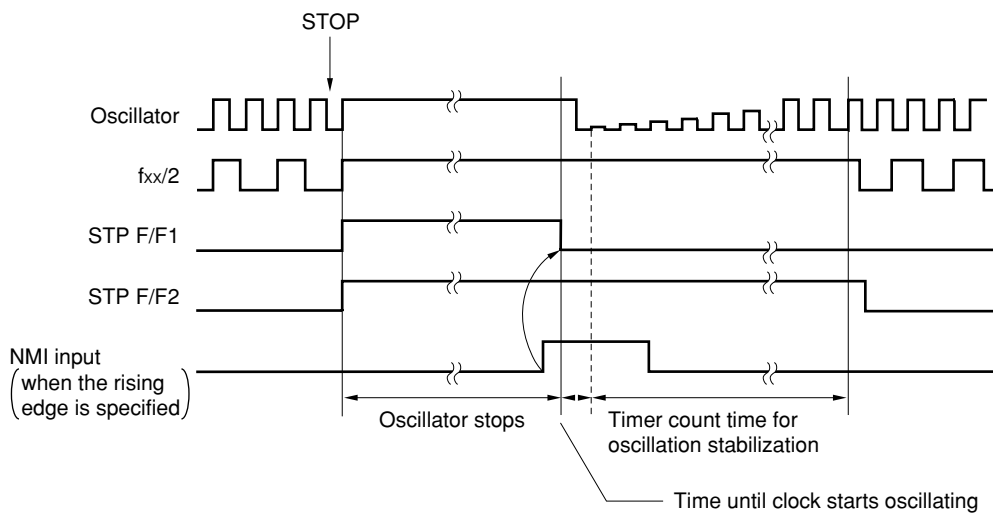 STOP
Oscillator
fxx/2
STP F/F1
STP F/F2
NMI input
(when the rising
edge is specified)
Oscillator stops
Timer count time for
oscillation stabilization
Time until clock starts oscillating